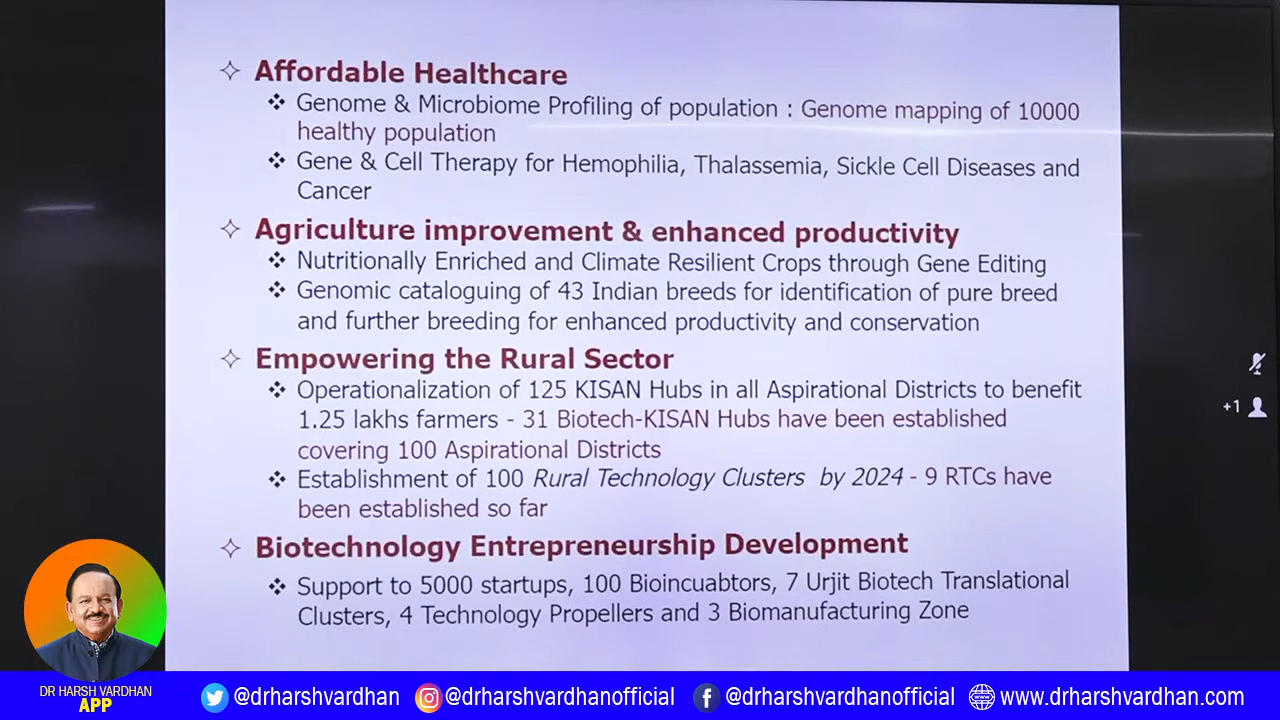 Affordable Healthcare
Genome & Microbiome Profiling of population : Genome mapping of 10000
healthy population
Gene & Cell Therapy for Hemophilia, Thalassemia, Sickle Cell Diseases and
Cancer
Agriculture improvement & enhanced productivity
Nutritionally Enriched and Climate Resilient Crops through Gene Editing
Genomic cataloguing of 43 Indian breeds for identification of pure breed
and further breeding for enhanced productivity and conservation
Empowering the Rural Sector
Operationalization of 125 KISAN Hubs in all Aspirational Districts to benefit
1.25 lakhs farmers - 31 Biotech-KISAN Hubs have been established
covering 100 Aspirational Districts
Establishment of 100 Rural Technology Clusters by 2024 - 9 RTCs have
been established so far
Biotechnology Entrepreneurship Development
Support to 5000 startups, 100 Bioincuabtors, 7 Urjit Biotech Translational
Clusters, 4 Technology Propellers and 3 Biomanufacturing Zone
+1
DR HARSH VARDHAN
APP
@drharshvardhan
@drharshvardhanofficial
@drharshvardhanofficial
www.drharshvardhan.com